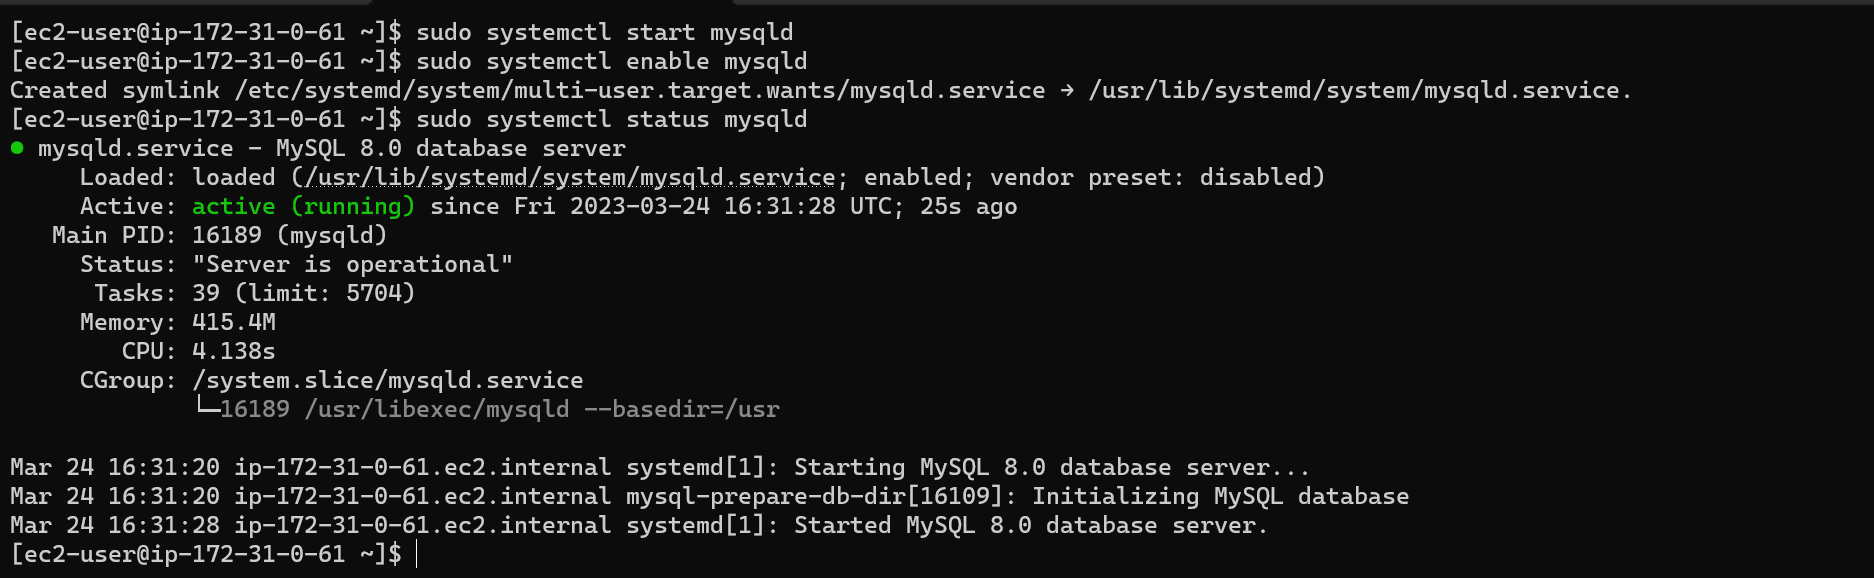 [ec2-user@ip-172-31-0-61 ~]$ sudo systemctl start mysqld
[ec2-user@ip-172-31-0-61 ~]$ sudo systemctl enable mysqld
Created symlink /etc/systemd/system/multi-user.target.wants/mysqld.service → /usr/lib/systemd/system/mysqld.service.
[ec2-user@ip-172-31-0-61 ~]$ sudo systemctl status mysqld
● mysqld.service - MySQL 8.0 database server
     Loaded: loaded (/usr/lib/systemd/system/mysqld.service; enabled; vendor preset: disabled)
     Active: active (running) since Fri 2023-03-24 16:31:28 UTC; 25s ago
   Main PID: 16189 (mysqld)
     Status: "Server is operational"
      Tasks: 39 (limit: 5704)
     Memory: 415.4M
        CPU: 4.138s
     CGroup: /system.slice/mysqld.service
             └─16189 /usr/libexec/mysqld --basedir=/usr

Mar 24 16:31:20 ip-172-31-0-61.ec2.internal systemd[1]: Starting MySQL 8.0 database server...
Mar 24 16:31:20 ip-172-31-0-61.ec2.internal mysql-prepare-db-dir[16109]: Initializing MySQL database
Mar 24 16:31:28 ip-172-31-0-61.ec2.internal systemd[1]: Started MySQL 8.0 database server.
[ec2-user@ip-172-31-0-61 ~]$